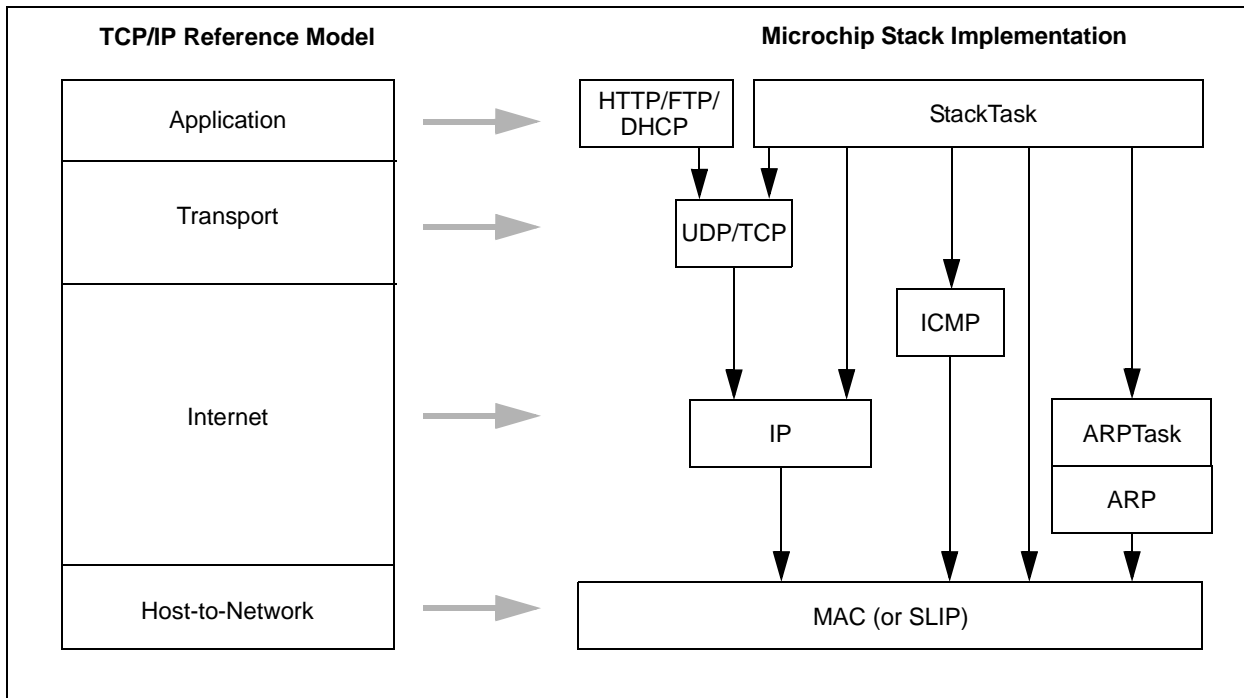 TCP/IP Reference Model
Microchip Stack Implementation
Application
HTTP/FTP/
DHCP
StackTask
Transport
UDP/TCP
ICMP
Internet
IP
ARPTask
ARP
Host-to-Network
MAC (or SLIP)